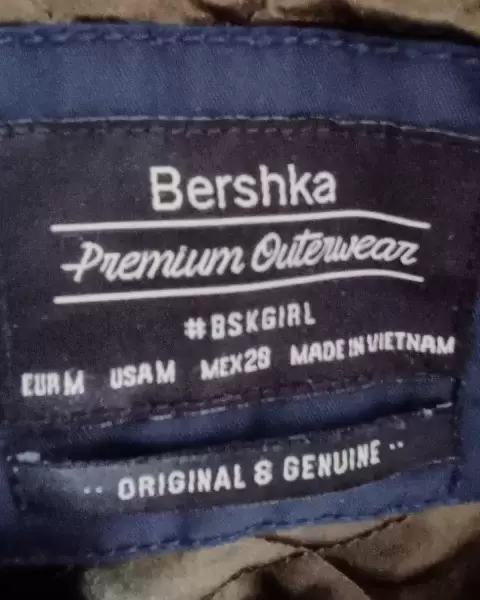 Bershka
Premium Outerwear
#BSKGIRL
EUR M USA M MEX 28 MADE IN VIETNAM
·· ORIGINAL & GENUINE ··